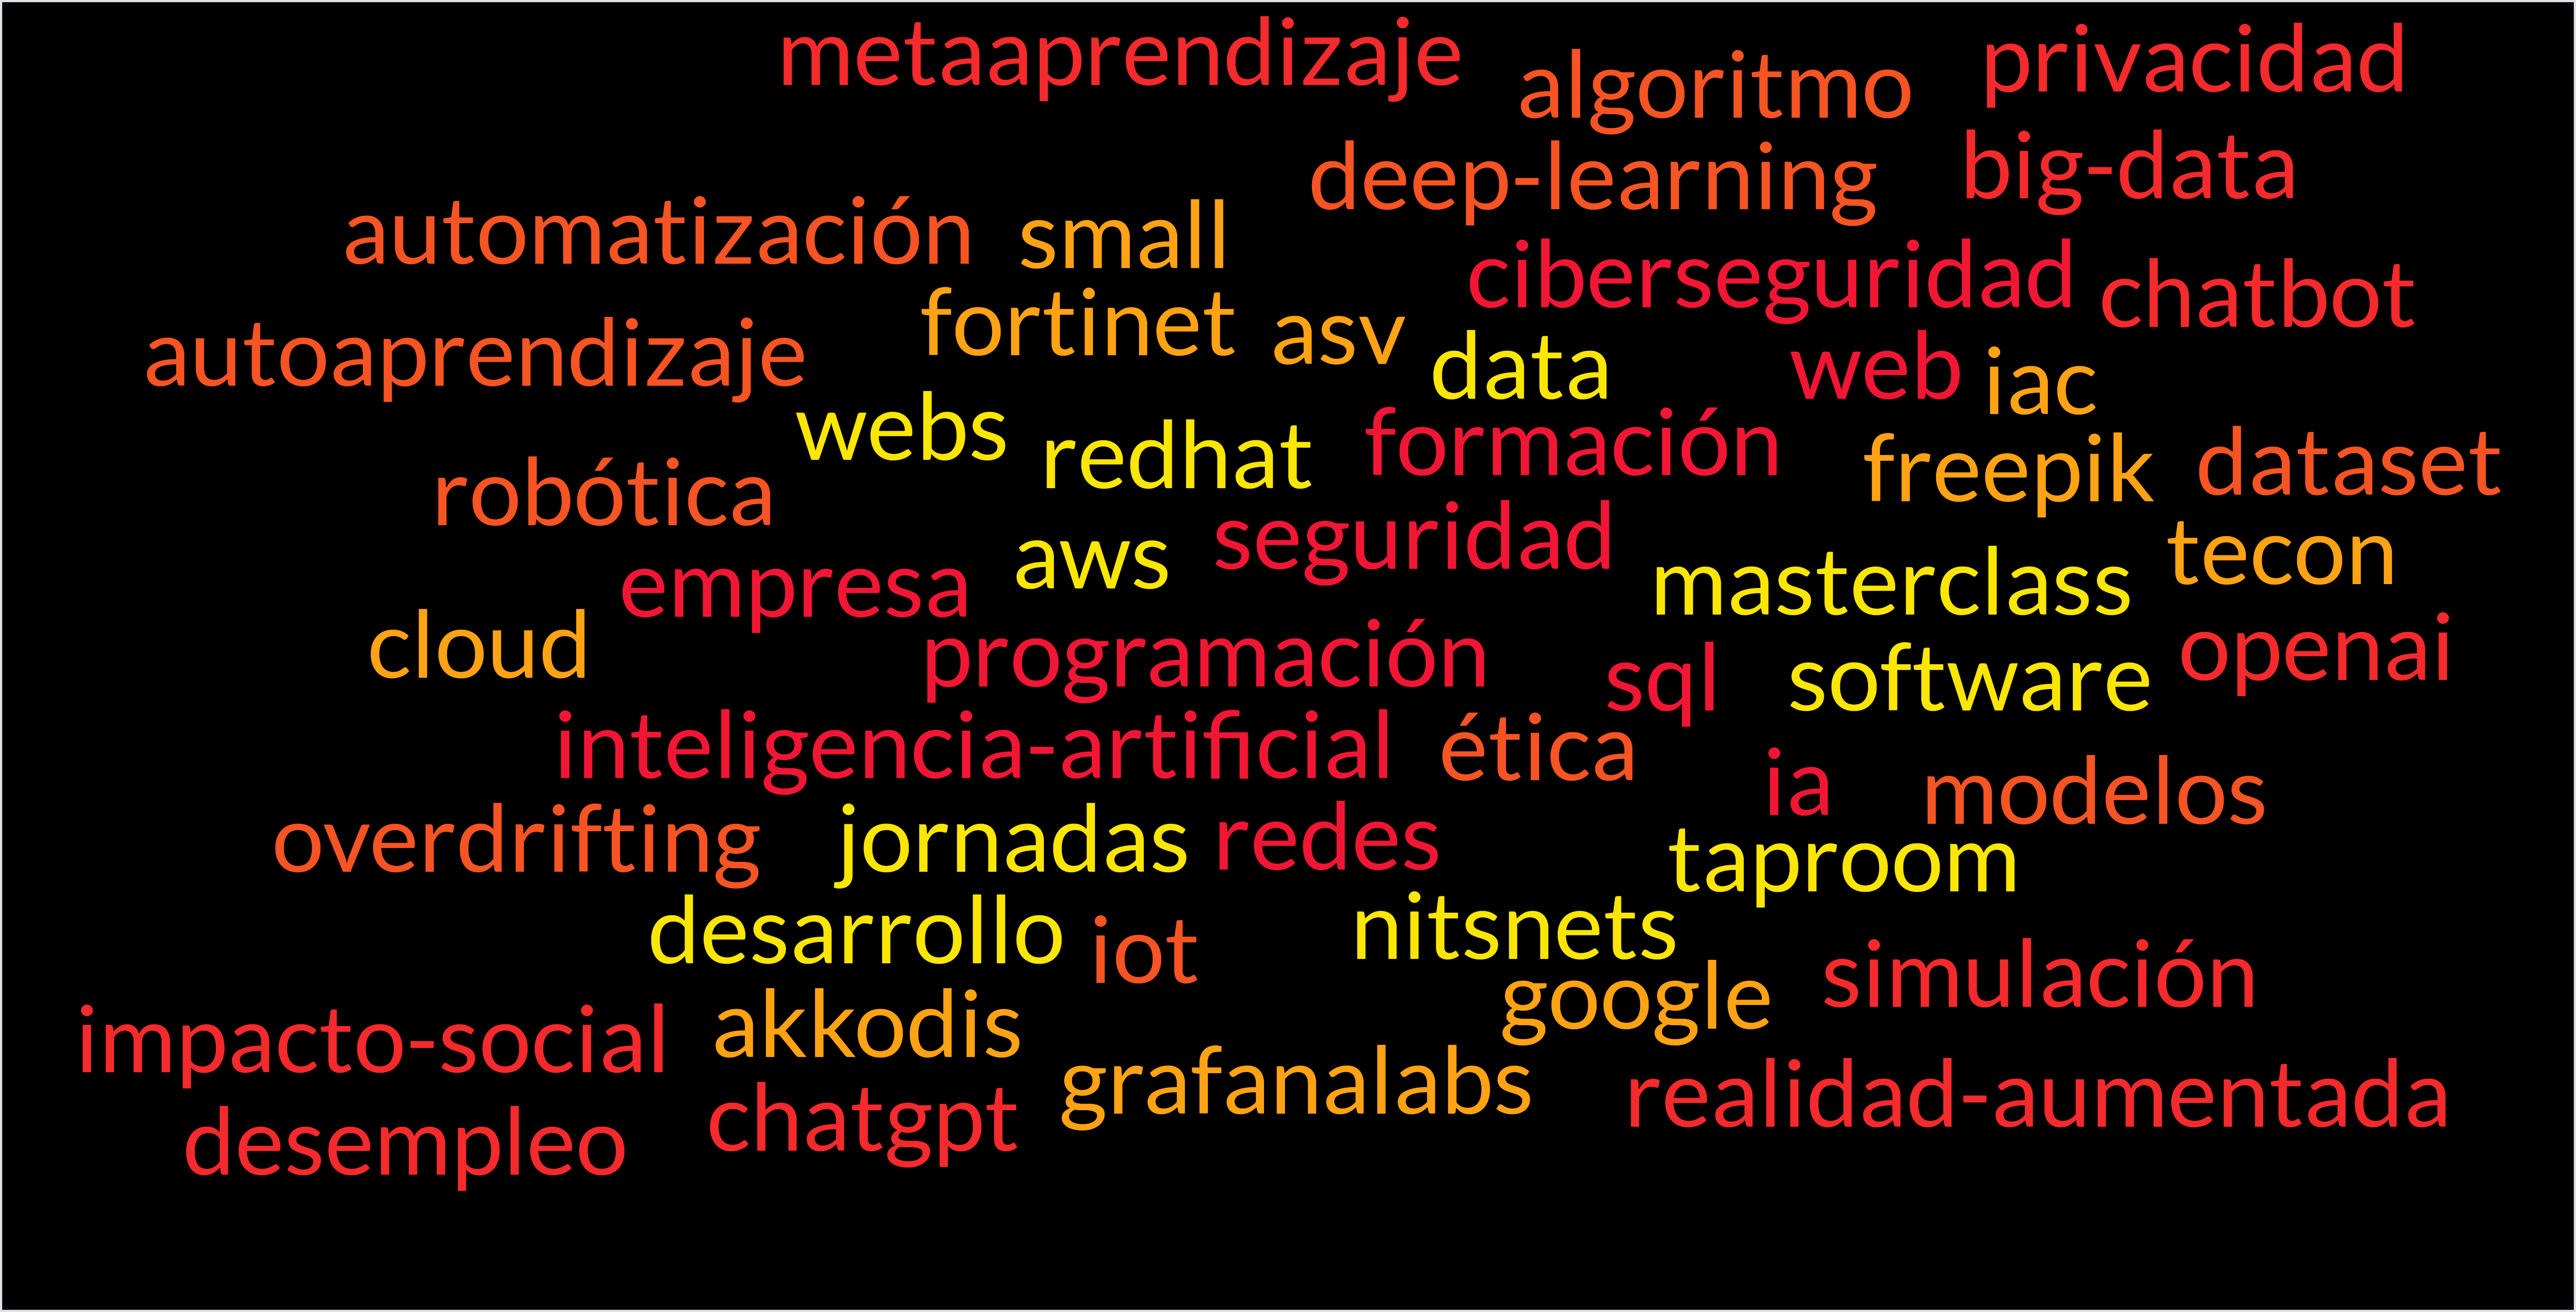 metaaprendizaje
algoritmo
privacidad
deep-learning
big-data
automatización
small
ciberseguridad
chatbot
fortinet
asv
autoaprendizaje
data
web
iac
webs
redhat
formación
freepik
dataset
robótica
aws
seguridad
tecon
empresa
masterclass
cloud
programación
sql
software
openai
inteligencia-artificial
ética
ia
modelos
overdrifting
jornadas
redes
taproom
desarrollo
iot
nitsnets
simulación
google
impacto-social
akkodis
grafanalabs
realidad-aumentada
desempleo
chatgpt